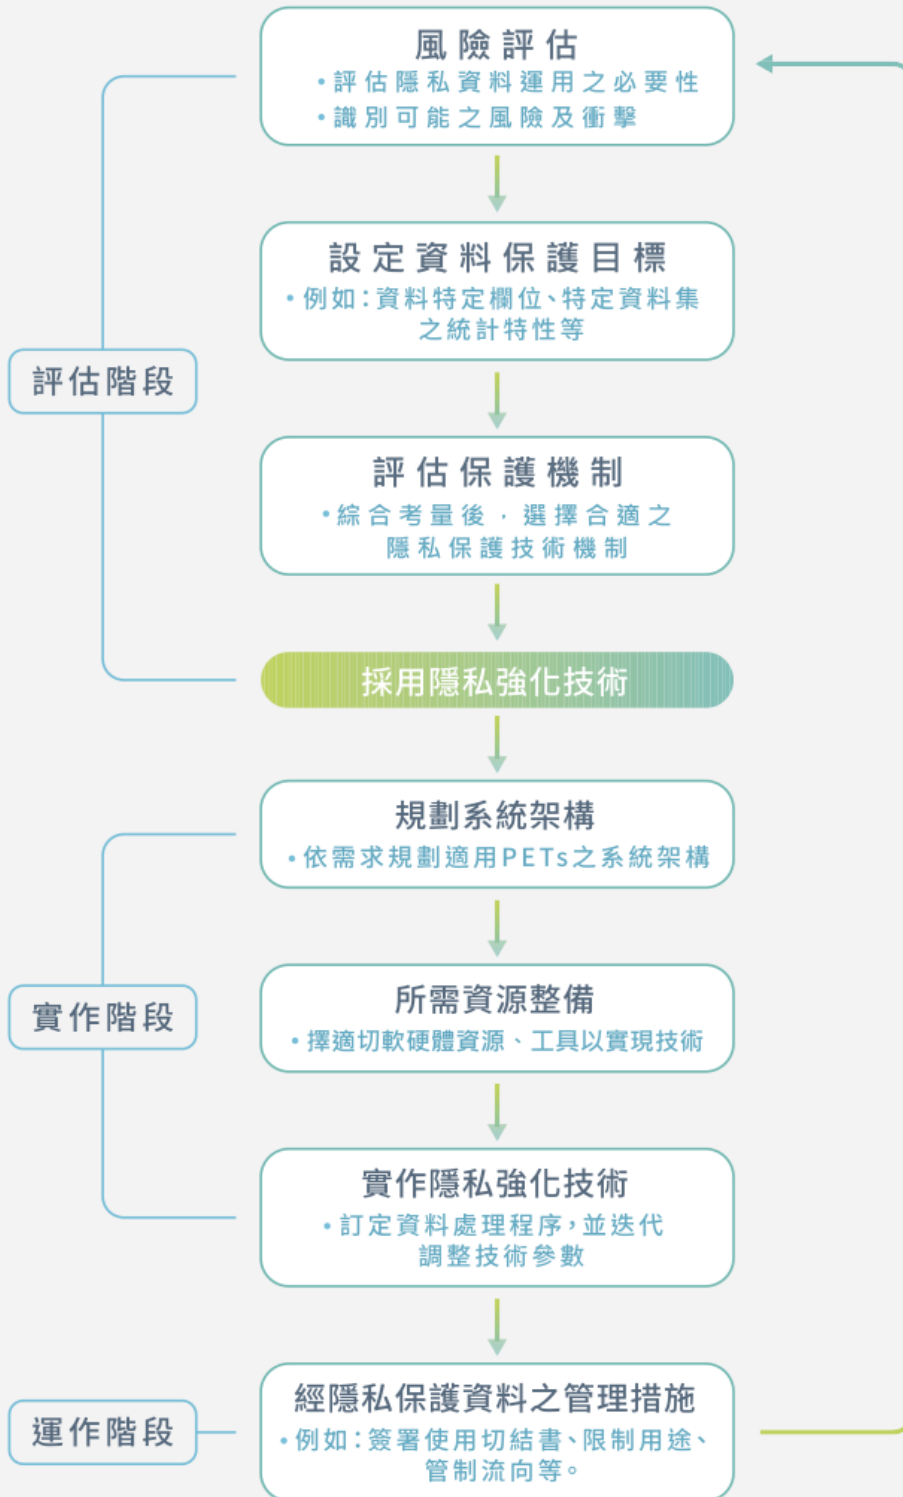 風險評估
•評估隱私資料運用之必要性
•識別可能之風險及衝擊
設定資料保護目標
•例如：資料特定欄位、特定資料集
之統計特性等
評估階段
評估保護機制
•綜合考量後，選擇合適之
隱私保護技術機制
採用隱私強化技術
規劃系統架構
•依需求規劃適用PETs之系統架構
實作階段
所需資源整備
•擇適切軟硬體資源、工具以實現技術
實作隱私強化技術
•訂定資料處理程序，並迭代
調整技術參數
運作階段
經隱私保護資料之管理措施
•例如：簽署使用切結書、限制用途、
管制流向等。